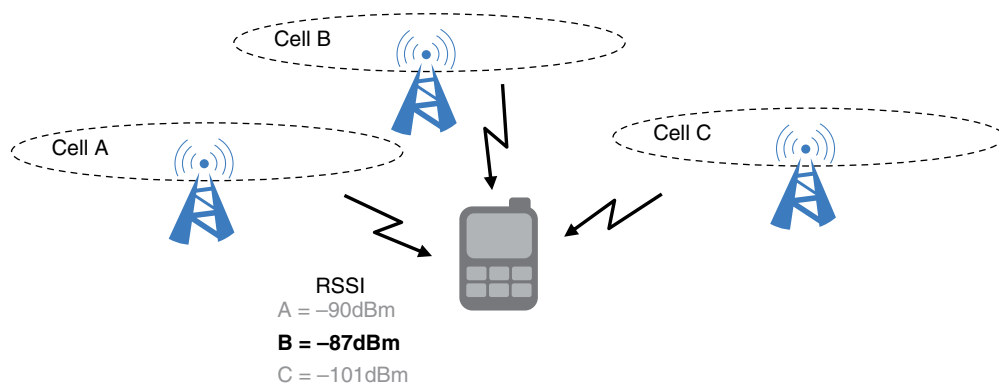 Cell B
Cell A
Cell C
RSSI
A = –90dBm
B = –87dBm
C = –101dBm